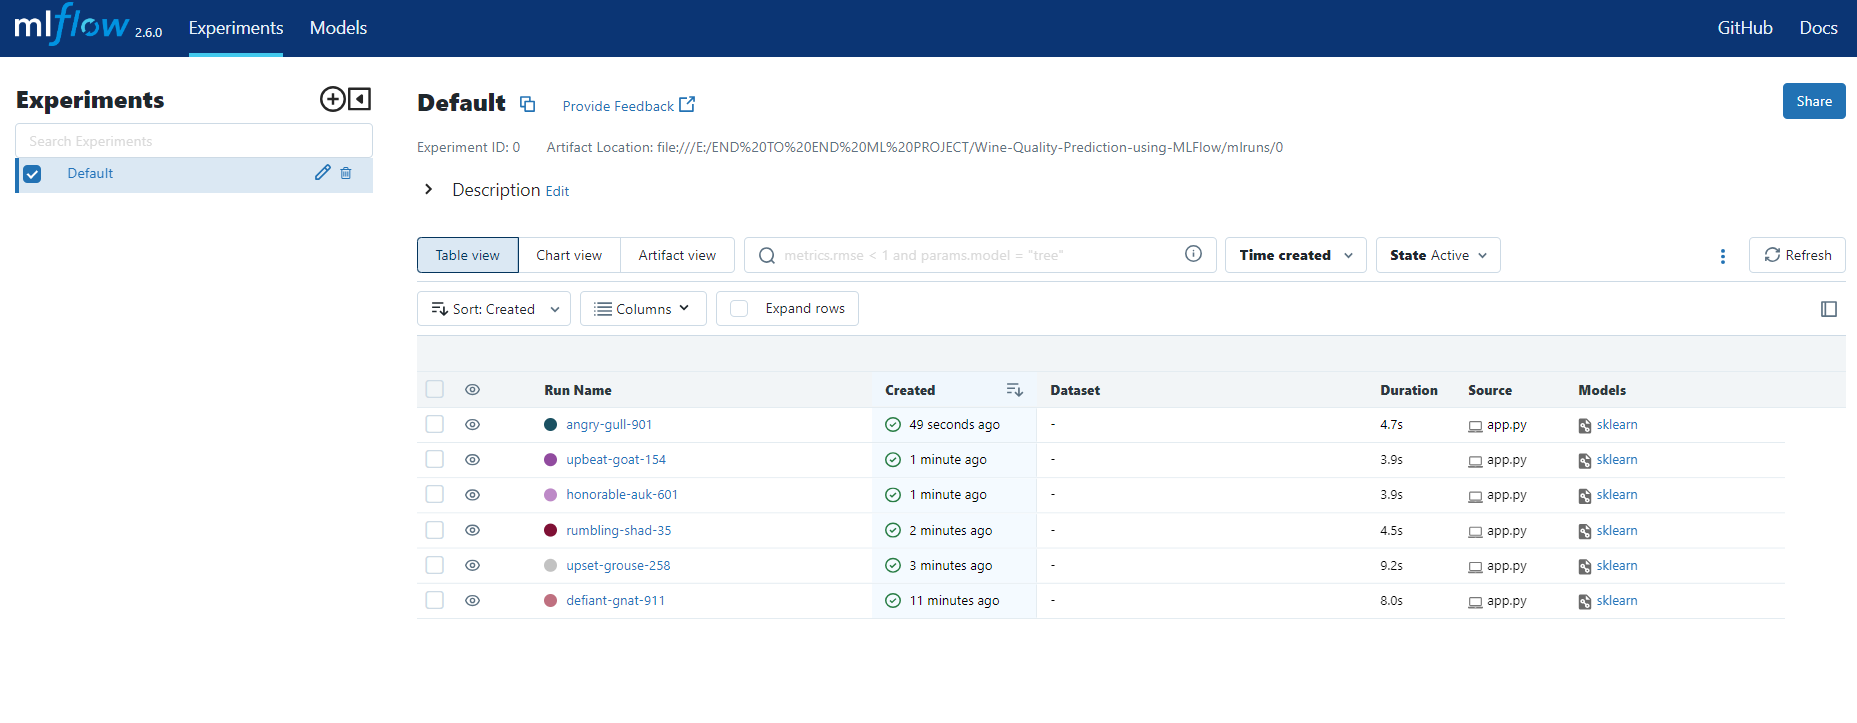 mlflow 2.6.0 Experiments Models GitHub Docs
Experiments
Search Experiments
Default
Default Provide Feedback Share
Experiment ID: 0 Artifact Location: file:///E:/END%20TO%20END%20ML%20PROJECT/Wine-Quality-Prediction-using-MLFlow/mlruns/0
Description Edit
Table view Chart view Artifact view metrics.rmse < 1 and params.model = "tree" Time created State Active Refresh
Sort: Created Columns Expand rows
Run Name Created Dataset Duration Source Models
angry-gull-901 49 seconds ago - 4.7s app.py sklearn
upbeat-goat-154 1 minute ago - 3.9s app.py sklearn
honorable-auk-601 1 minute ago - 3.9s app.py sklearn
rumbling-shad-35 2 minutes ago - 4.5s app.py sklearn
upset-grouse-258 3 minutes ago - 9.2s app.py sklearn
defiant-gnat-911 11 minutes ago - 8.0s app.py sklearn